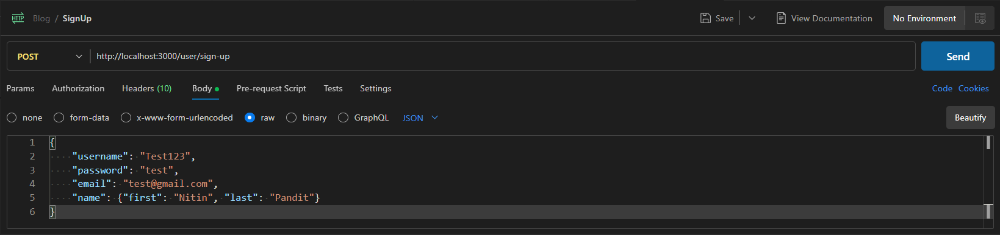 HTTP Blog / SignUp Save View Documentation No Environment
POST http://localhost:3000/user/sign-up Send
Params Authorization Headers (10) Body Pre-request Script Tests Settings Code Cookies
none form-data x-www-form-urlencoded raw binary GraphQL JSON Beautify
1 {
2 "username": "Test123",
3 "password": "test",
4 "email": "test@gmail.com",
5 "name": {"first": "Nitin", "last": "Pandit"}
6 }